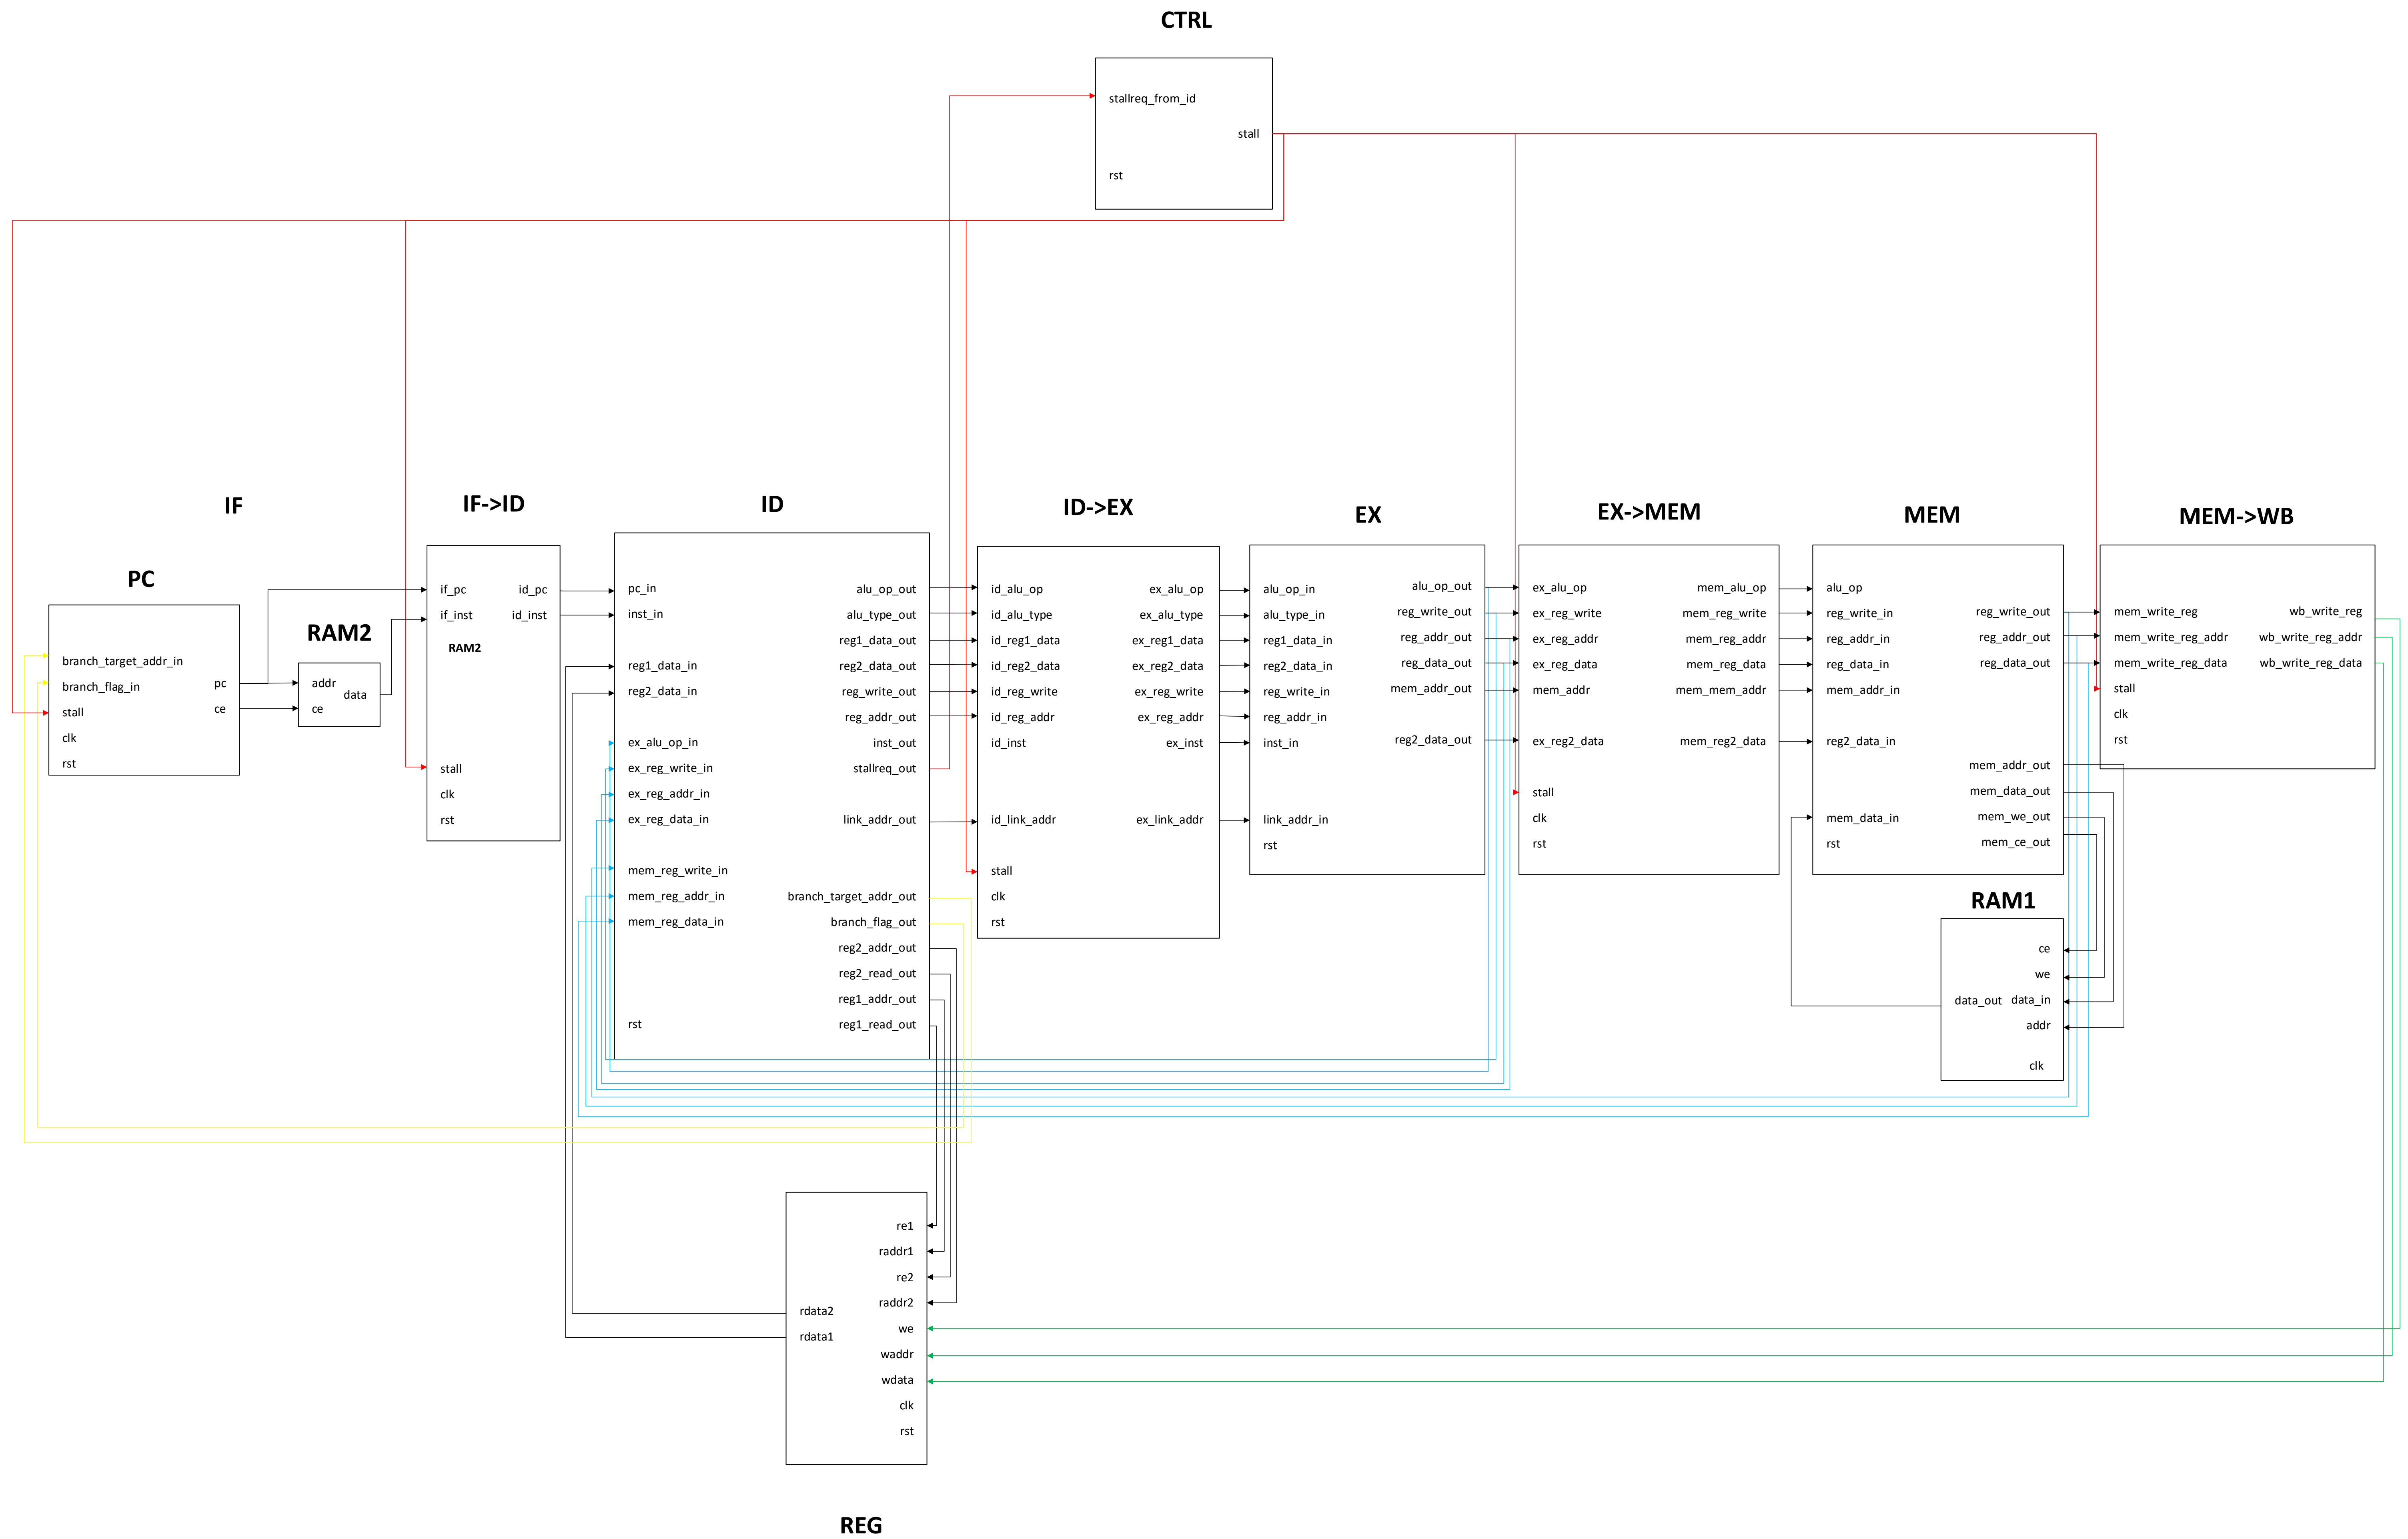 CTRL
stallreq_from_id
stall
rst
IF
PC
branch_target_addr_in
branch_flag_in
stall
clk
rst
pc
ce
RAM2
addr
ce
data
IF->ID
if_pc
if_inst
RAM2
stall
clk
rst
id_pc
id_inst
ID
pc_in
inst_in
reg1_data_in
reg2_data_in
ex_alu_op_in
ex_reg_write_in
ex_reg_addr_in
ex_reg_data_in
mem_reg_write_in
mem_reg_addr_in
mem_reg_data_in
rst
alu_op_out
alu_type_out
reg1_data_out
reg2_data_out
reg_write_out
reg_addr_out
inst_out
stallreq_out
link_addr_out
branch_target_addr_out
branch_flag_out
reg2_addr_out
reg2_read_out
reg1_addr_out
reg1_read_out
ID->EX
id_alu_op
id_alu_type
id_reg1_data
id_reg2_data
id_reg_write
id_reg_addr
id_inst
id_link_addr
stall
clk
rst
ex_alu_op
ex_alu_type
ex_reg1_data
ex_reg2_data
ex_reg_write
ex_reg_addr
ex_inst
ex_link_addr
EX
alu_op_in
alu_type_in
reg1_data_in
reg2_data_in
reg_write_in
reg_addr_in
inst_in
link_addr_in
rst
alu_op_out
reg_write_out
reg_addr_out
reg_data_out
mem_addr_out
reg2_data_out
EX->MEM
ex_alu_op
ex_reg_write
ex_reg_addr
ex_reg_data
mem_addr
ex_reg2_data
stall
clk
rst
mem_alu_op
mem_reg_write
mem_reg_addr
mem_reg_data
mem_mem_addr
mem_reg2_data
MEM
alu_op
reg_write_in
reg_addr_in
reg_data_in
mem_addr_in
reg2_data_in
mem_data_in
rst
reg_write_out
reg_addr_out
reg_data_out
mem_addr_out
mem_data_out
mem_we_out
mem_ce_out
RAM1
ce
we
data_out
data_in
addr
clk
MEM->WB
mem_write_reg
mem_write_reg_addr
mem_write_reg_data
stall
clk
rst
wb_write_reg
wb_write_reg_addr
wb_write_reg_data
re1
raddr1
re2
raddr2
we
waddr
wdata
clk
rst
rdata2
rdata1
REG